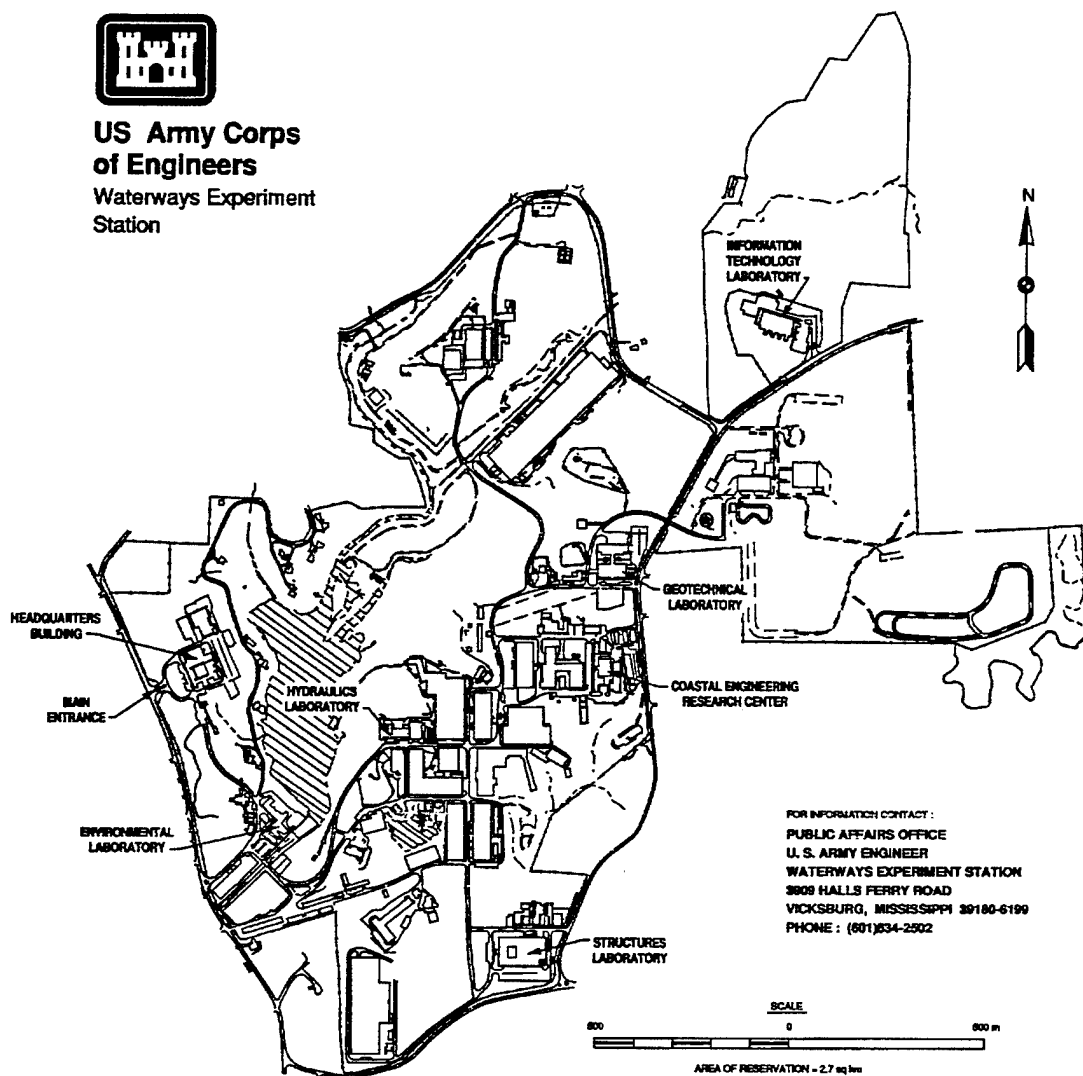 US Army Corps
of Engineers
Waterways Experiment
Station
N
INFORMATION
TECHNOLOGY
LABORATORY
GEOTECHNICAL
LABORATORY
HEADQUARTERS
BUILDING
MAIN
ENTRANCE
HYDRAULICS
LABORATORY
COASTAL ENGINEERING
RESEARCH CENTER
ENVIRONMENTAL
LABORATORY
STRUCTURES
LABORATORY
FOR INFORMATION CONTACT :
PUBLIC AFFAIRS OFFICE
U. S. ARMY ENGINEER
WATERWAYS EXPERIMENT STATION
3909 HALLS FERRY ROAD
VICKSBURG, MISSISSIPPI 39180-6199
PHONE : (601)634-2502
SCALE
0
AREA OF RESERVATION = 2.7 sq